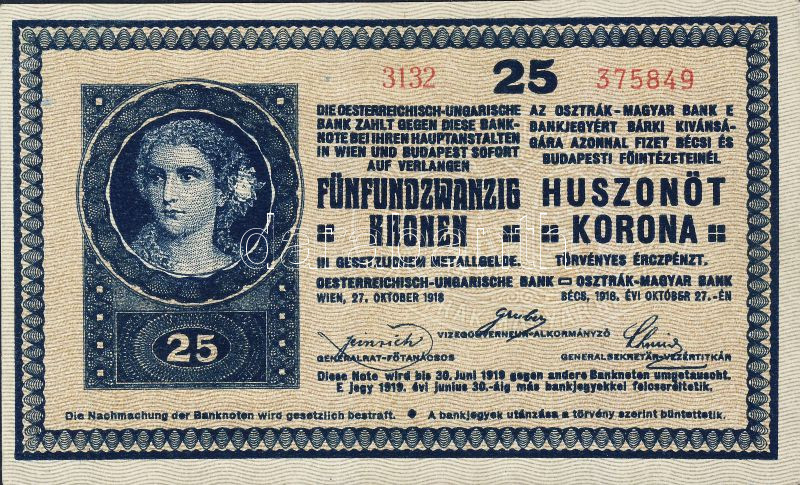 3132 25 375849
DIE OESTERREICHISCH-UNGARISCHE
BANK ZAHLT GEGEN DIESE BANK-
NOTE BEI IHREN HAUPTANSTALTEN
IN WIEN UND BUDAPEST SOFORT
AUF VERLANGEN
FÜNFUNDZWANZIG
KRONEN
IN GESETZLICHEM METALLGELDE.
AZ OSZTRÁK-MAGYAR BANK E
BANKJEGYÉRT BÁRKI KIVÁNSÁ-
GÁRA AZONNAL FIZET BÉCSI ÉS
BUDAPESTI FŐINTÉZETEINÉL
HUSZONÖT
KORONA
TÖRVÉNYES ÉRCZPÉNZT.
OESTERREICHISCH-UNGARISCHE BANK OSZTRÁK-MAGYAR BANK
WIEN, 27. OKTOBER 1918 BÉCS, 1918. ÉVI OKTÓBER 27.-ÉN
Gruber
VIZEGOUVERNEUR-ALKORMÁNYZÓ
GENERALRAT-FŐTANÁCSOS
GENERALSEKRETÄR-VEZÉRTITKÁR
Diese Note wird bis 30. Juni 1919 gegen andere Banknoten umgetauscht.
E jegy 1919. évi junius 30.-áig más bankjegyekkel felcseréltetik.
25
Die Nachmachung der Banknoten wird gesetzlich bestraft. ● A bankjegyek utánzása a törvény szerint büntettetik.
darabanth